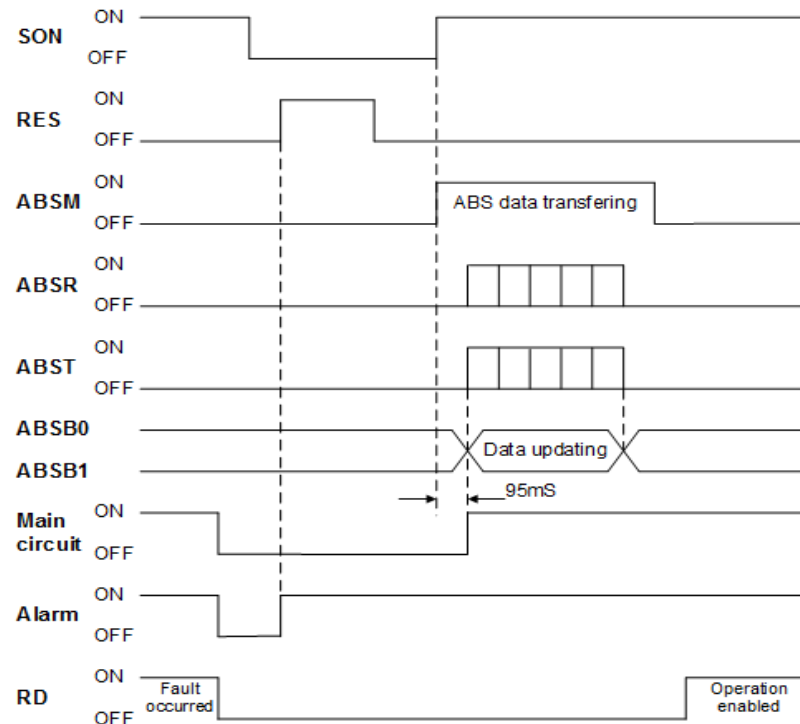 ON
SON
OFF
ON
RES
OFF
ON
ABSM
ABS data transfering
OFF
ON
ABSR
OFF
ON
ABST
OFF
ABSB0
Data updating
ABSB1
95mS
ON
Main
circuit
OFF
ON
Alarm
OFF
ON
RD
Fault
occurred
Operation
enabled
OFF